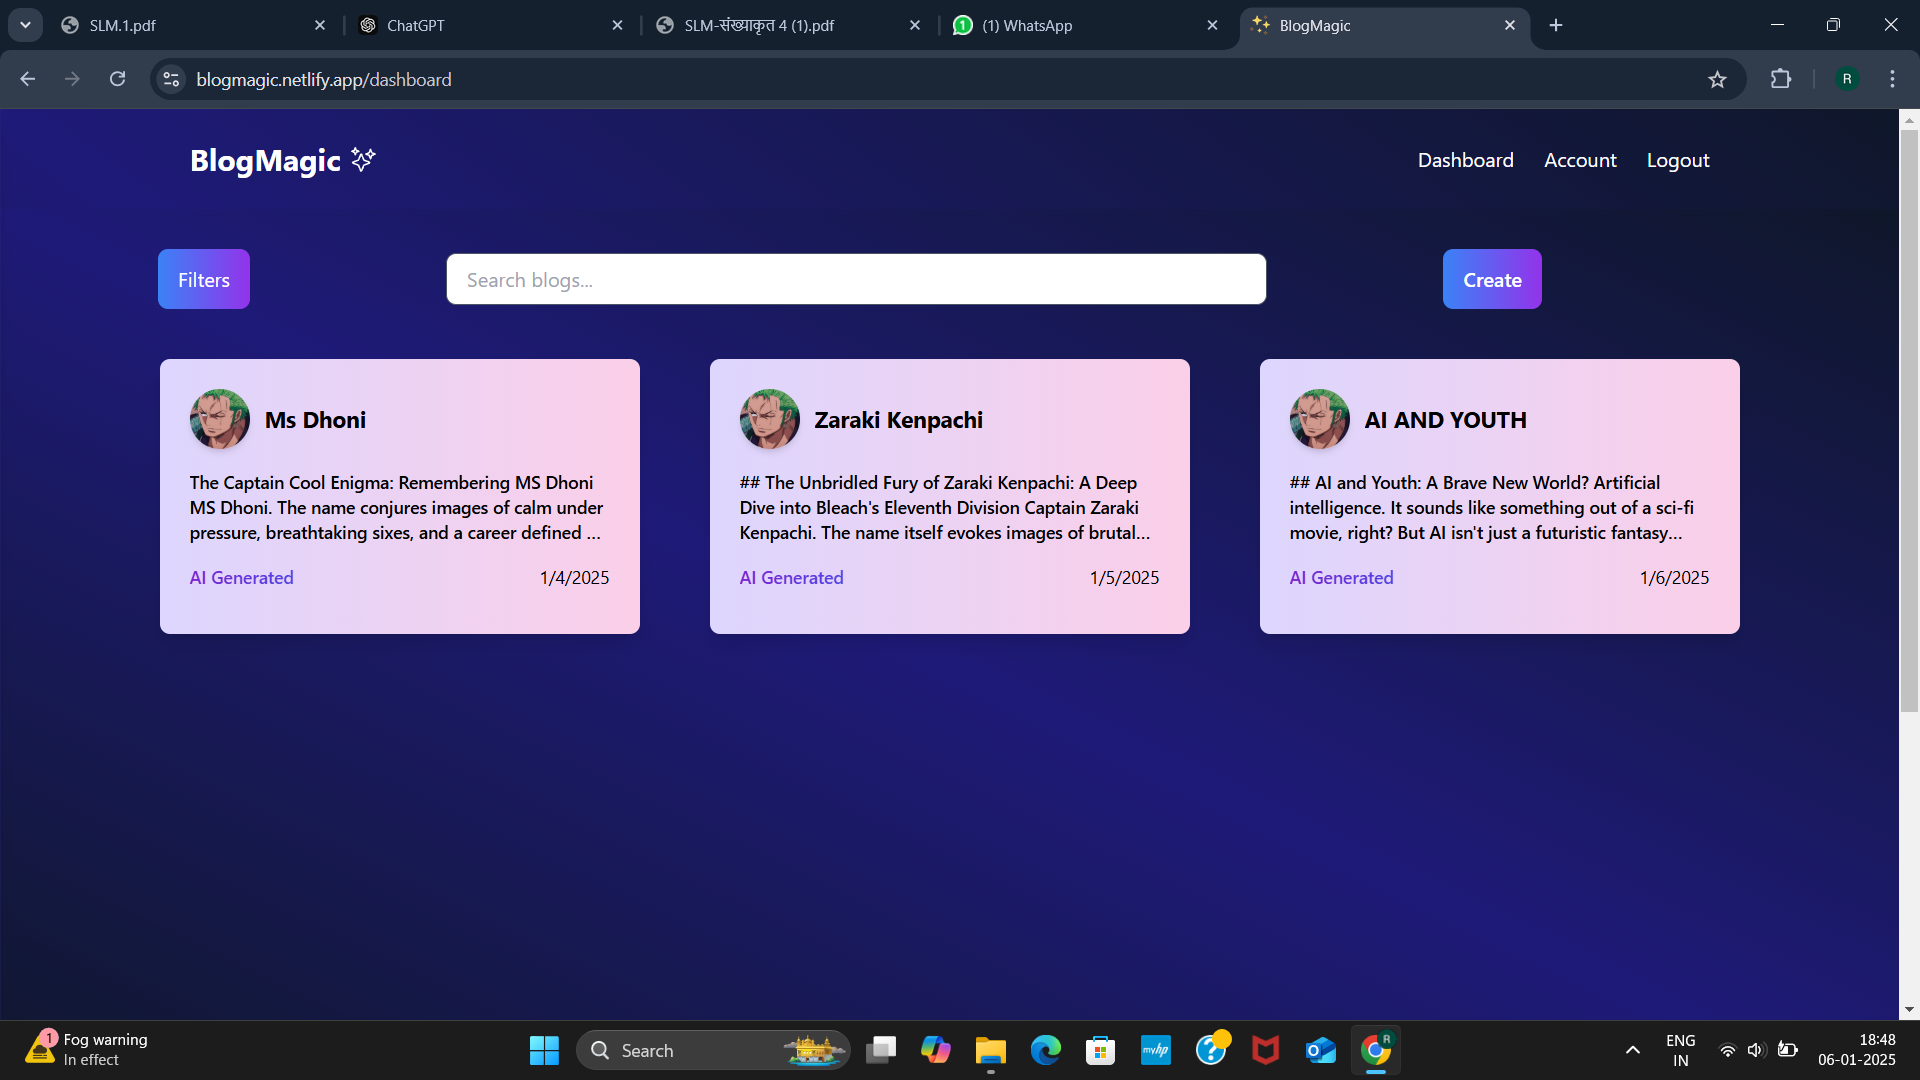 SLM.1.pdf
ChatGPT
SLM-संख्याकृत 4 (1).pdf
(1) WhatsApp
BlogMagic
blogmagic.netlify.app/dashboard
R
BlogMagic
Dashboard
Account
Logout
Filters
Search blogs...
Create
Ms Dhoni
The Captain Cool Enigma: Remembering MS Dhoni
MS Dhoni. The name conjures images of calm under
pressure, breathtaking sixes, and a career defined ...
AI Generated
1/4/2025
Zaraki Kenpachi
## The Unbridled Fury of Zaraki Kenpachi: A Deep
Dive into Bleach's Eleventh Division Captain Zaraki
Kenpachi. The name itself evokes images of brutal...
AI Generated
1/5/2025
AI AND YOUTH
## AI and Youth: A Brave New World? Artificial
intelligence. It sounds like something out of a sci-fi
movie, right? But AI isn't just a futuristic fantasy...
AI Generated
1/6/2025
1
Fog warning
In effect
Search
myhp
R
ENG
IN
18:48
06-01-2025